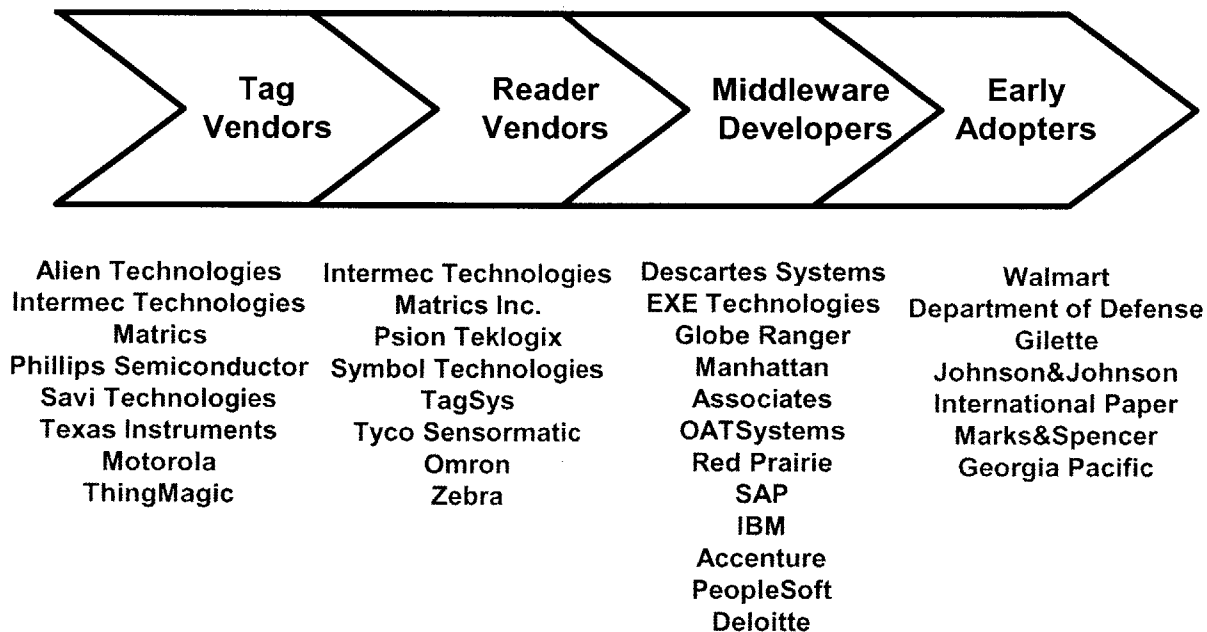 Tag
Vendors
Reader
Vendors
Middleware
Developers
Early
Adopters
Alien Technologies
Intermec Technologies
Matrics
Phillips Semiconductor
Savi Technologies
Texas Instruments
Motorola
ThingMagic
Intermec Technologies
Matrics Inc.
Psion Teklogix
Symbol Technologies
TagSys
Tyco Sensormatic
Omron
Zebra
Descartes Systems
EXE Technologies
Globe Ranger
Manhattan
Associates
OATSystems
Red Prairie
SAP
IBM
Accenture
PeopleSoft
Deloitte
Walmart
Department of Defense
Gilette
Johnson&Johnson
International Paper
Marks&Spencer
Georgia Pacific